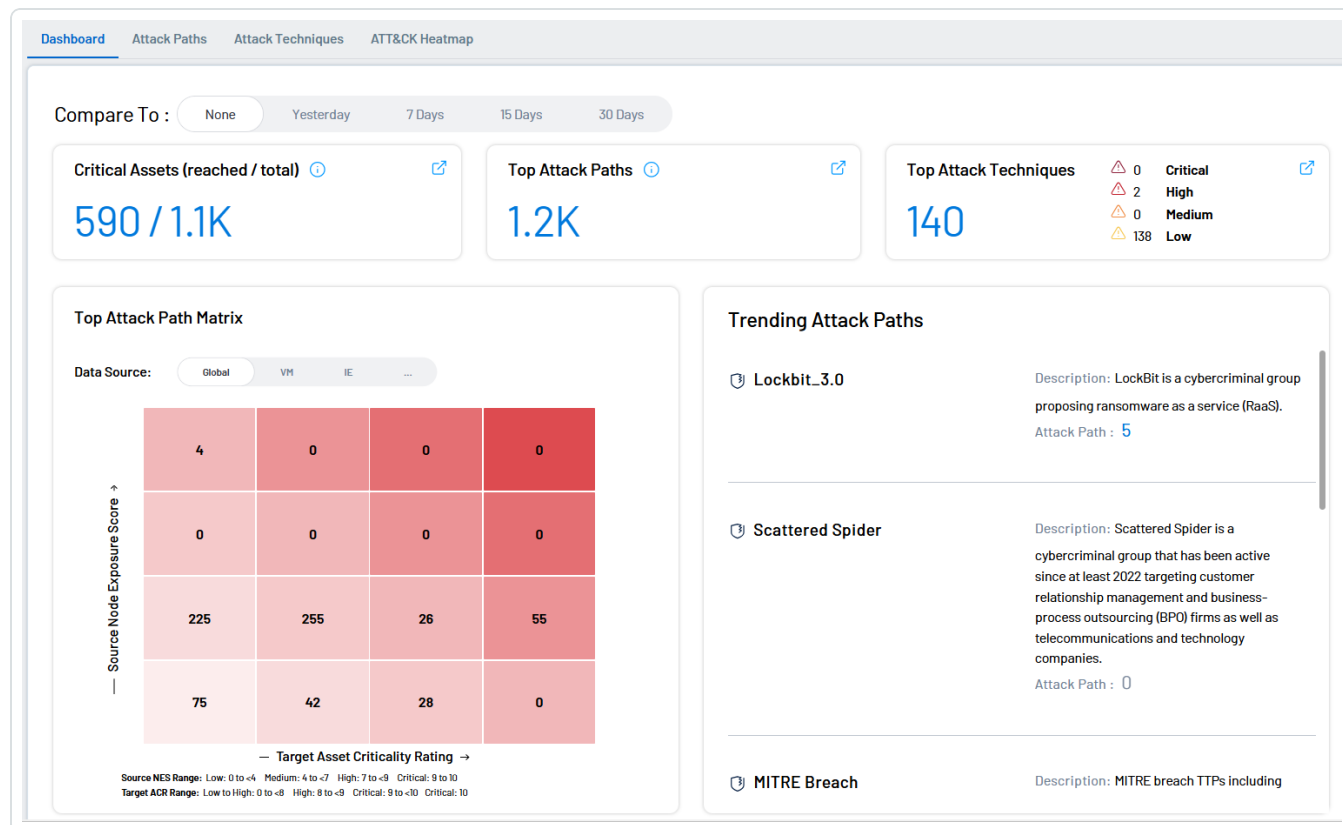 Dashboard Attack Paths Attack Techniques ATT&CK Heatmap
Compare To : None Yesterday 7 Days 15 Days 30 Days
Critical Assets (reached / total)
590 / 1.1K
Top Attack Paths
1.2K
Top Attack Techniques
140
0 Critical
2 High
0 Medium
138 Low
Top Attack Path Matrix
Data Source: Global VM IE ...
4 0 0 0
0 0 0 0
225 255 26 55
75 42 28 0
— Source Node Exposure Score →
— Target Asset Criticality Rating →
Source NES Range: Low: 0 to <4 Medium: 4 to <7 High: 7 to <9 Critical: 9 to 10
Target ACR Range: Low to High: 0 to <8 High: 8 to <9 Critical: 9 to <10 Critical: 10
Trending Attack Paths
Lockbit_3.0
Description: LockBit is a cybercriminal group
proposing ransomware as a service (RaaS).
Attack Path : 5
Scattered Spider
Description: Scattered Spider is a
cybercriminal group that has been active
since at least 2022 targeting customer
relationship management and business-
process outsourcing (BPO) firms as well as
telecommunications and technology
companies.
Attack Path : 0
MITRE Breach
Description: MITRE breach TTPs including